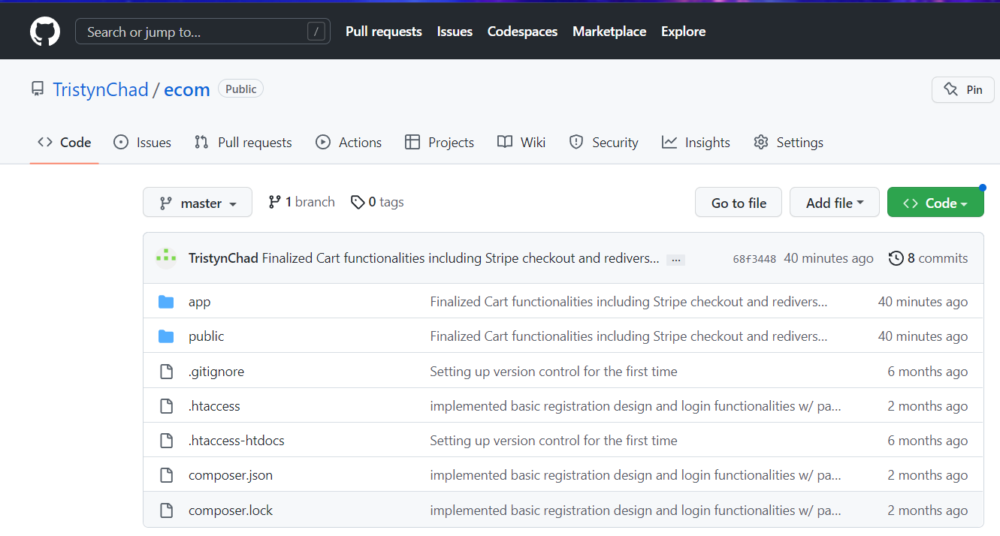 Search or jump to... / Pull requests Issues Codespaces Marketplace Explore
TristynChad / ecom Public Pin
Code Issues Pull requests Actions Projects Wiki Security Insights Settings
master 1 branch 0 tags Go to file Add file Code
TristynChad Finalized Cart functionalities including Stripe checkout and redivers... ... 68f3448 40 minutes ago 8 commits
app Finalized Cart functionalities including Stripe checkout and redivers... 40 minutes ago
public Finalized Cart functionalities including Stripe checkout and redivers... 40 minutes ago
.gitignore Setting up version control for the first time 6 months ago
.htaccess implemented basic registration design and login functionalities w/ pa... 2 months ago
.htaccess-htdocs Setting up version control for the first time 6 months ago
composer.json implemented basic registration design and login functionalities w/ pa... 2 months ago
composer.lock implemented basic registration design and login functionalities w/ pa... 2 months ago